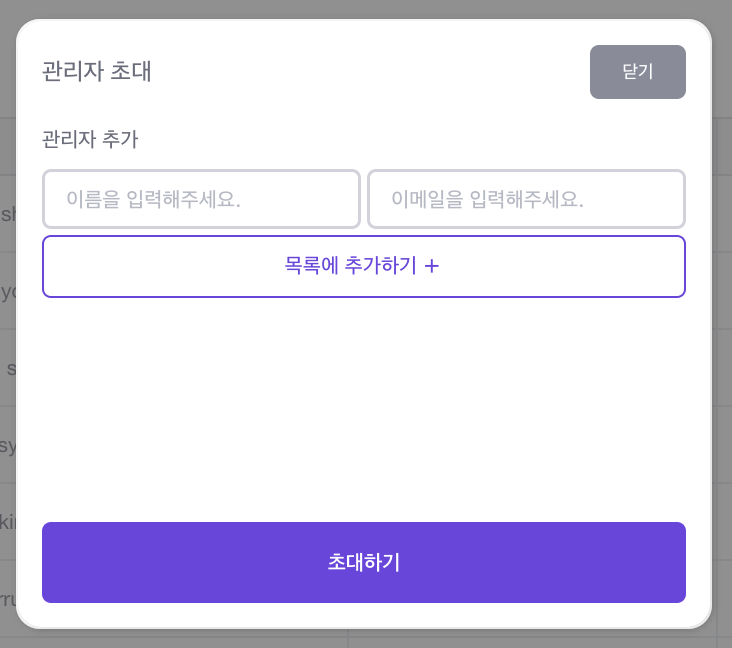 관리자 초대
닫기
관리자 추가
이름을 입력해주세요.
이메일을 입력해주세요.
목록에 추가하기 +
초대하기